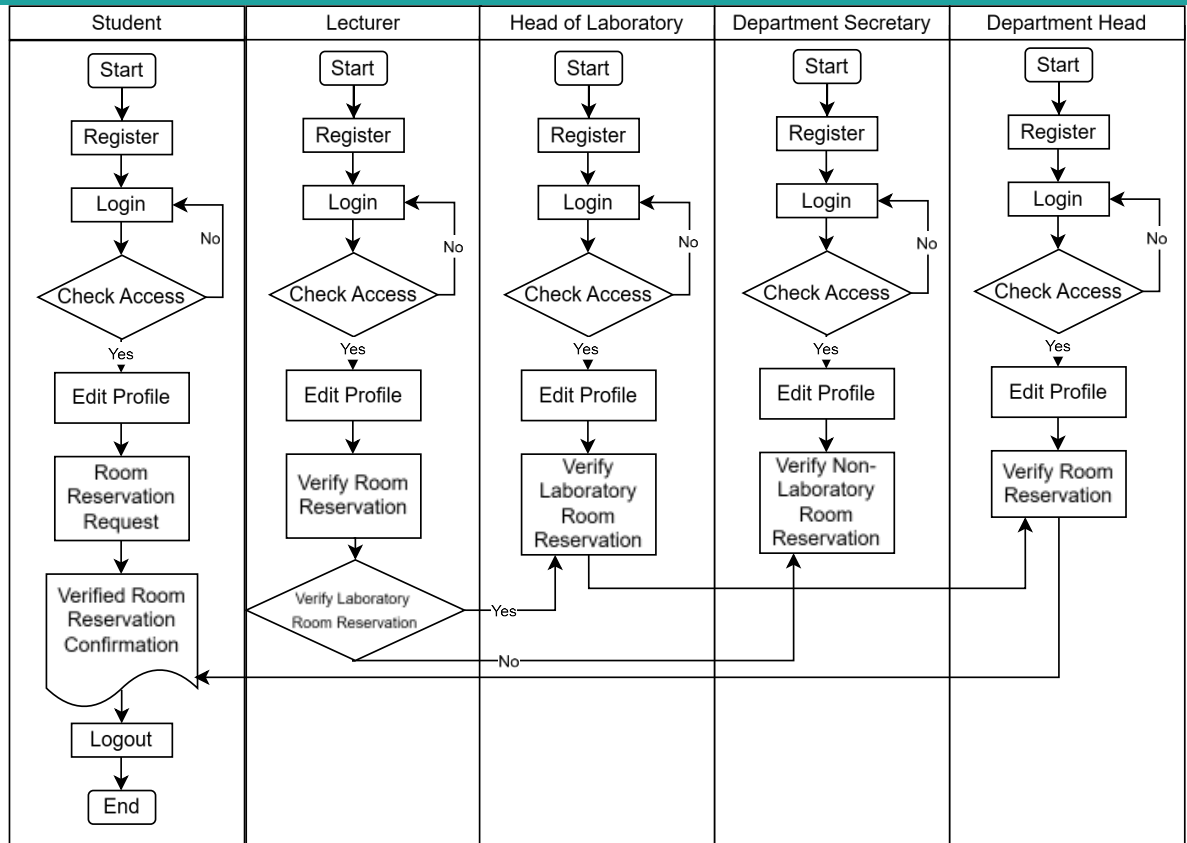 Student
Lecturer
Head of Laboratory
Department Secretary
Department Head
Start
Register
Login
No
Check Access
Yes
Edit Profile
Room
Reservation
Request
Verified Room
Reservation
Confirmation
Logout
End
Start
Register
Login
No
Check Access
Yes
Edit Profile
Verify Room
Reservation
Verify Laboratory
Room Reservation
Yes
No
Start
Register
Login
No
Check Access
Yes
Edit Profile
Verify
Laboratory
Room
Reservation
Start
Register
Login
No
Check Access
Yes
Edit Profile
Verify Non-
Laboratory
Room
Reservation
Start
Register
Login
No
Check Access
Yes
Edit Profile
Verify Room
Reservation